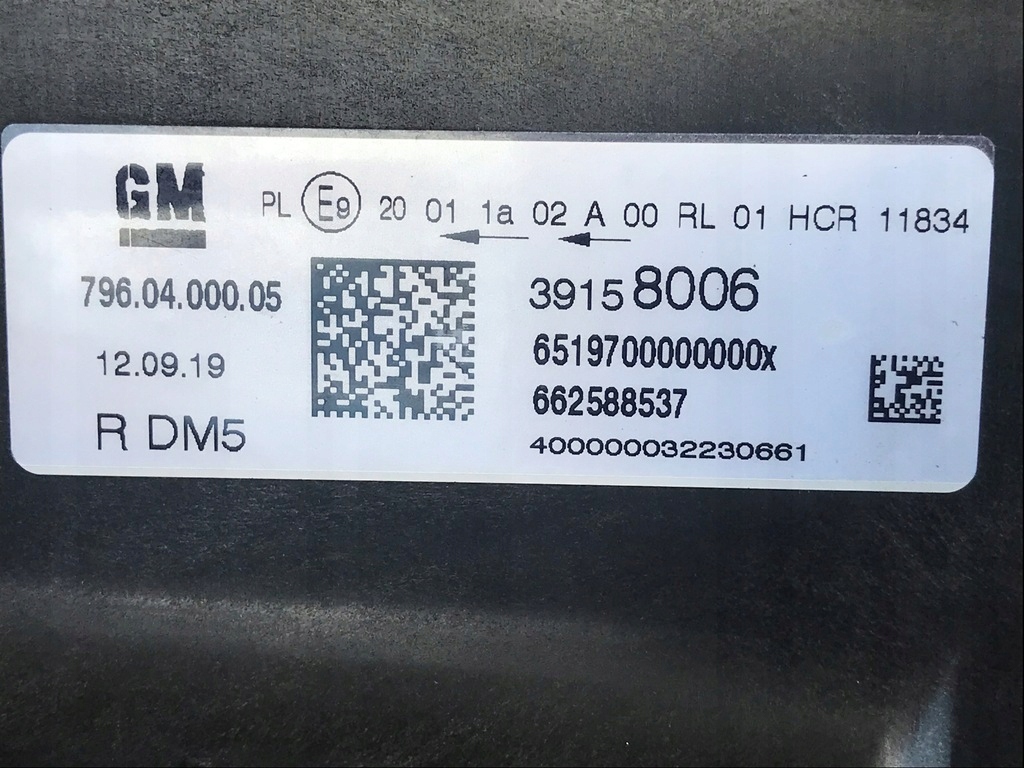 GM
PL E9 20 01 1a 02 A 00 RL 01 HCR 11834
796.04.000.05
39158006
6519700000000x
12.09.19
662588537
R DM5
400000032230661